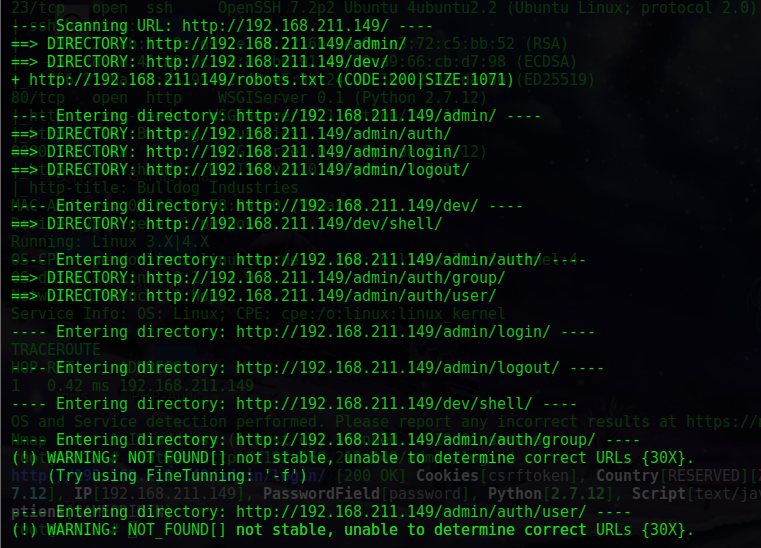 23/tcp open ssh OpenSSH 7.2p2 Ubuntu 4ubuntu2.2 (Ubuntu Linux; protocol 2.0)
---- Scanning URL: http://192.168.211.149/ ----
==> DIRECTORY: http://192.168.211.149/admin/
:72:c5:bb:52 (RSA)
==> DIRECTORY: http://192.168.211.149/dev/
66:cb:d7:98 (ECDSA)
+ http://192.168.211.149/robots.txt (CODE:200|SIZE:1071)
(ED25519)
80/tcp open http WSGIServer 0.1 (Python 2.7.12)
---- Entering directory: http://192.168.211.149/admin/ ----
==> DIRECTORY: http://192.168.211.149/admin/auth/
==> DIRECTORY: http://192.168.211.149/admin/login/
==> DIRECTORY: http://192.168.211.149/admin/logout/
| http-title: Bulldog Industries
---- Entering directory: http://192.168.211.149/dev/ ----
==> DIRECTORY: http://192.168.211.149/dev/shell/
Running: Linux 3.X|4.X
---- Entering directory: http://192.168.211.149/admin/auth/ ----
==> DIRECTORY: http://192.168.211.149/admin/auth/group/
==> DIRECTORY: http://192.168.211.149/admin/auth/user/
Service Info: OS: Linux; CPE: cpe:/o:linux:linux_kernel
---- Entering directory: http://192.168.211.149/admin/login/ ----
TRACEROUTE
---- Entering directory: http://192.168.211.149/admin/logout/ ----
1 0.42 ms 192.168.211.149
---- Entering directory: http://192.168.211.149/dev/shell/ ----
OS and Service detection performed. Please report any incorrect results at https://
---- Entering directory: http://192.168.211.149/admin/auth/group/ ----
(!) WARNING: NOT_FOUND[] not stable, unable to determine correct URLs {30X}.
(Try using FineTunning: '-f')
[200 OK] Cookies[csrftoken], Country[RESERVED][
7.12], IP[192.168.211.149], PasswordField[password], Python[2.7.12], Script[text/ja
---- Entering directory: http://192.168.211.149/admin/auth/user/ ----
(!) WARNING: NOT_FOUND[] not stable, unable to determine correct URLs {30X}.